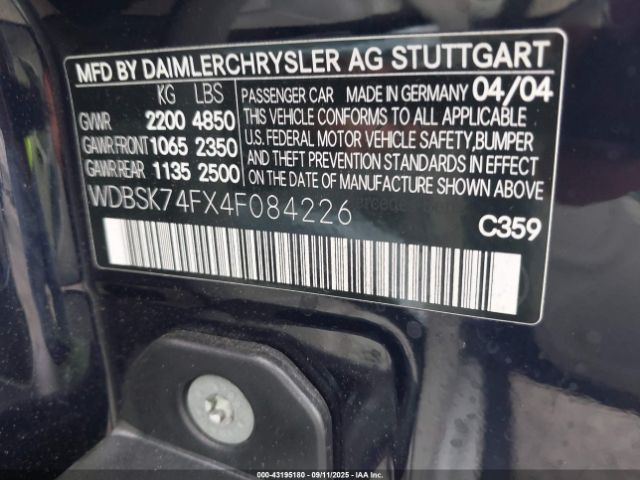 MFD BY DAIMLERCHRYSLER AG STUTTGART
KG LBS
GVWR 2200 4850
GAWR FRONT 1065 2350
GAWR REAR 1135 2500
PASSENGER CAR MADE IN GERMANY 04/04
THIS VEHICLE CONFORMS TO ALL APPLICABLE
U.S. FEDERAL MOTOR VEHICLE SAFETY, BUMPER
AND THEFT PREVENTION STANDARDS IN EFFECT
ON THE DATE OF MANUFACTURE SHOWN ABOVE.
WDBSK74FX4F084226
C359
000-43195180 - 09/11/2025 - IAAI.ca